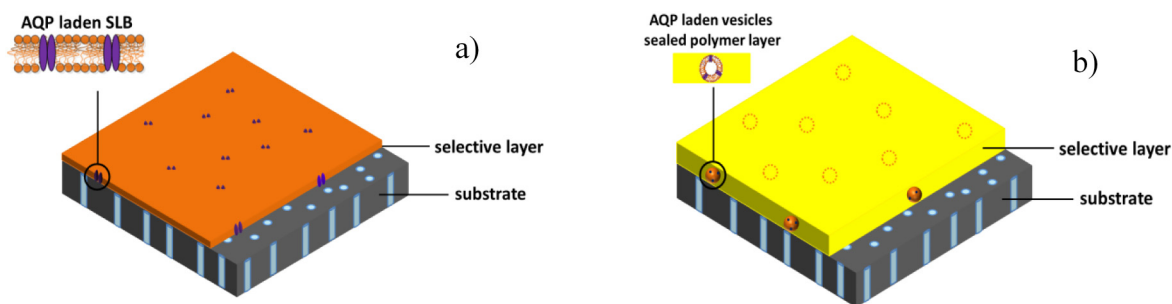 AQP laden SLB
a)
selective layer
substrate
AQP laden vesicles
sealed polymer layer
b)
selective layer
substrate